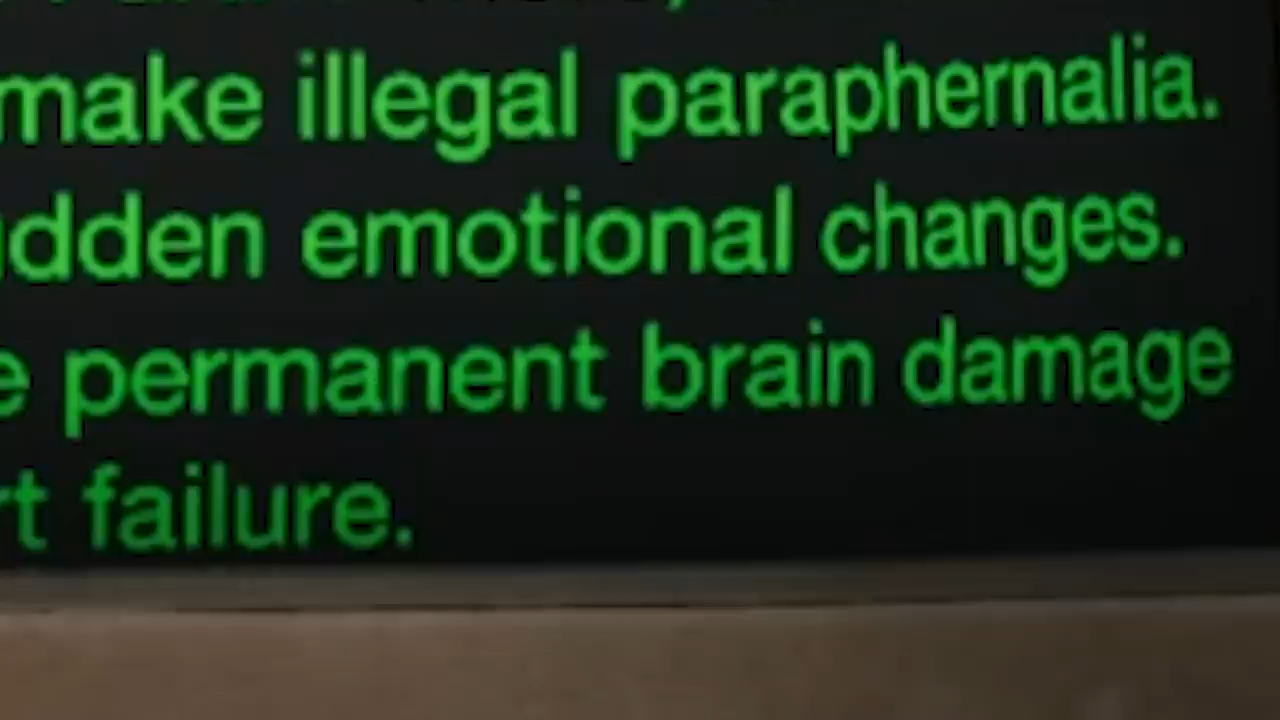 make illegal paraphernalia.
dden emotional changes.
e permanent brain damage
rt failure.